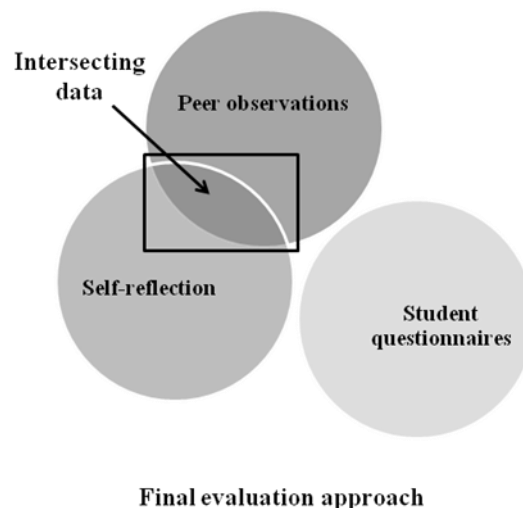 Intersecting
data
Peer observations
Self-reflection
Student
questionnaires
Final evaluation approach